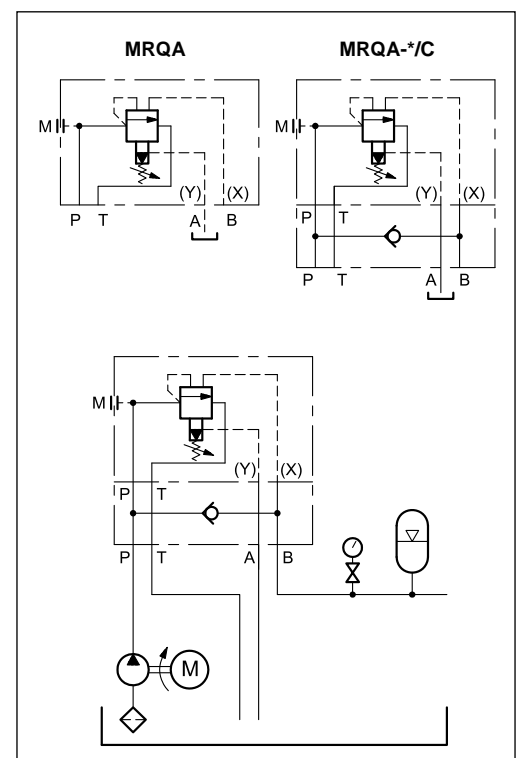 MRQA
MRQA-*/C
M
(Y) (X)
P T A B
M
(Y) (X)
P T
P T A B
M
(Y) (X)
P T
P T A B
M